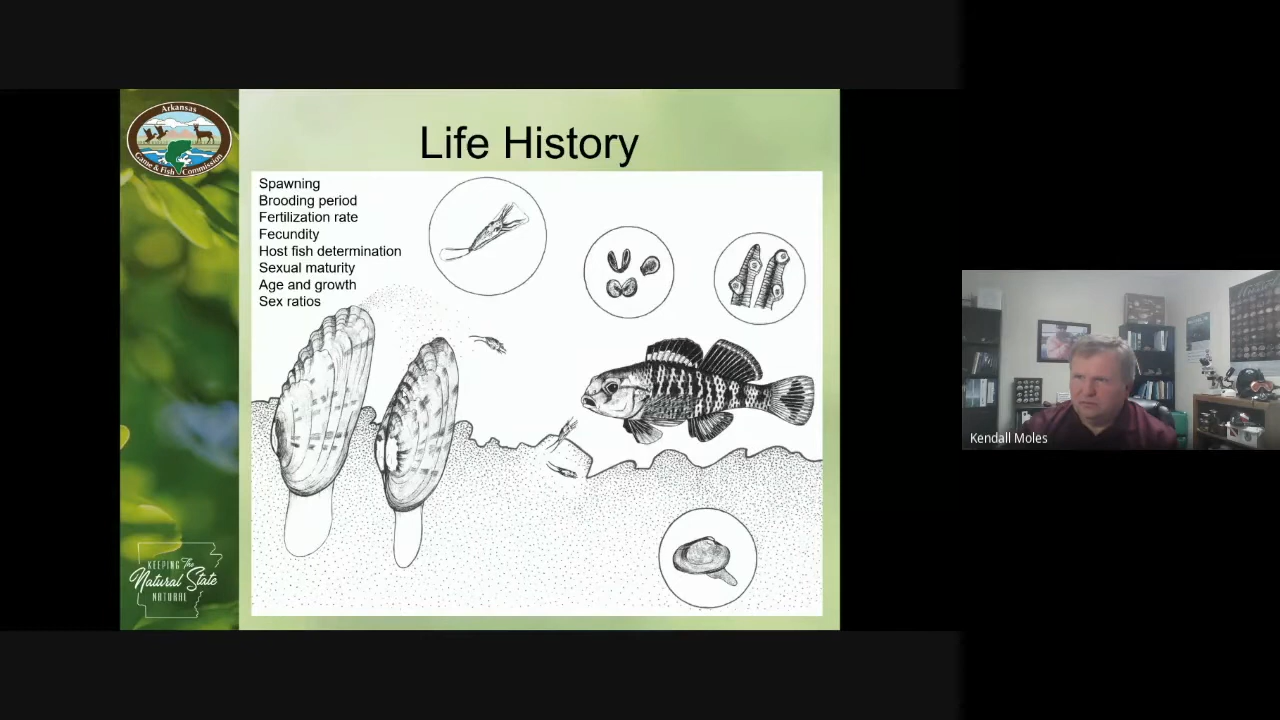 Arkansas
Game & Fish Commission
Life History
Spawning
Brooding period
Fertilization rate
Fecundity
Host fish determination
Sexual maturity
Age and growth
Sex ratios
KEEPING The
Natural State
NATURAL
Kendall Moles